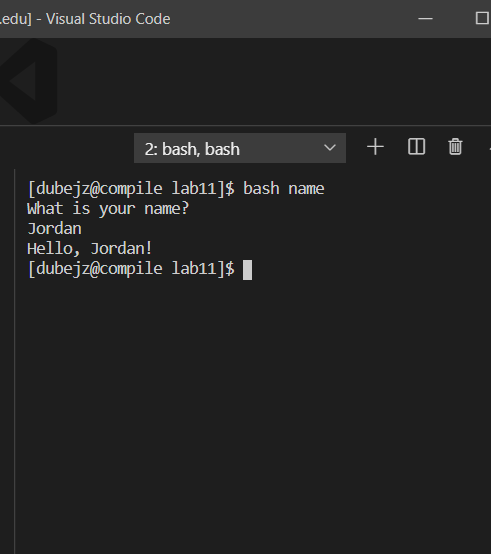 .edu] - Visual Studio Code
2: bash, bash
[dubejz@compile lab11]$ bash name
What is your name?
Jordan
Hello, Jordan!
[dubejz@compile lab11]$